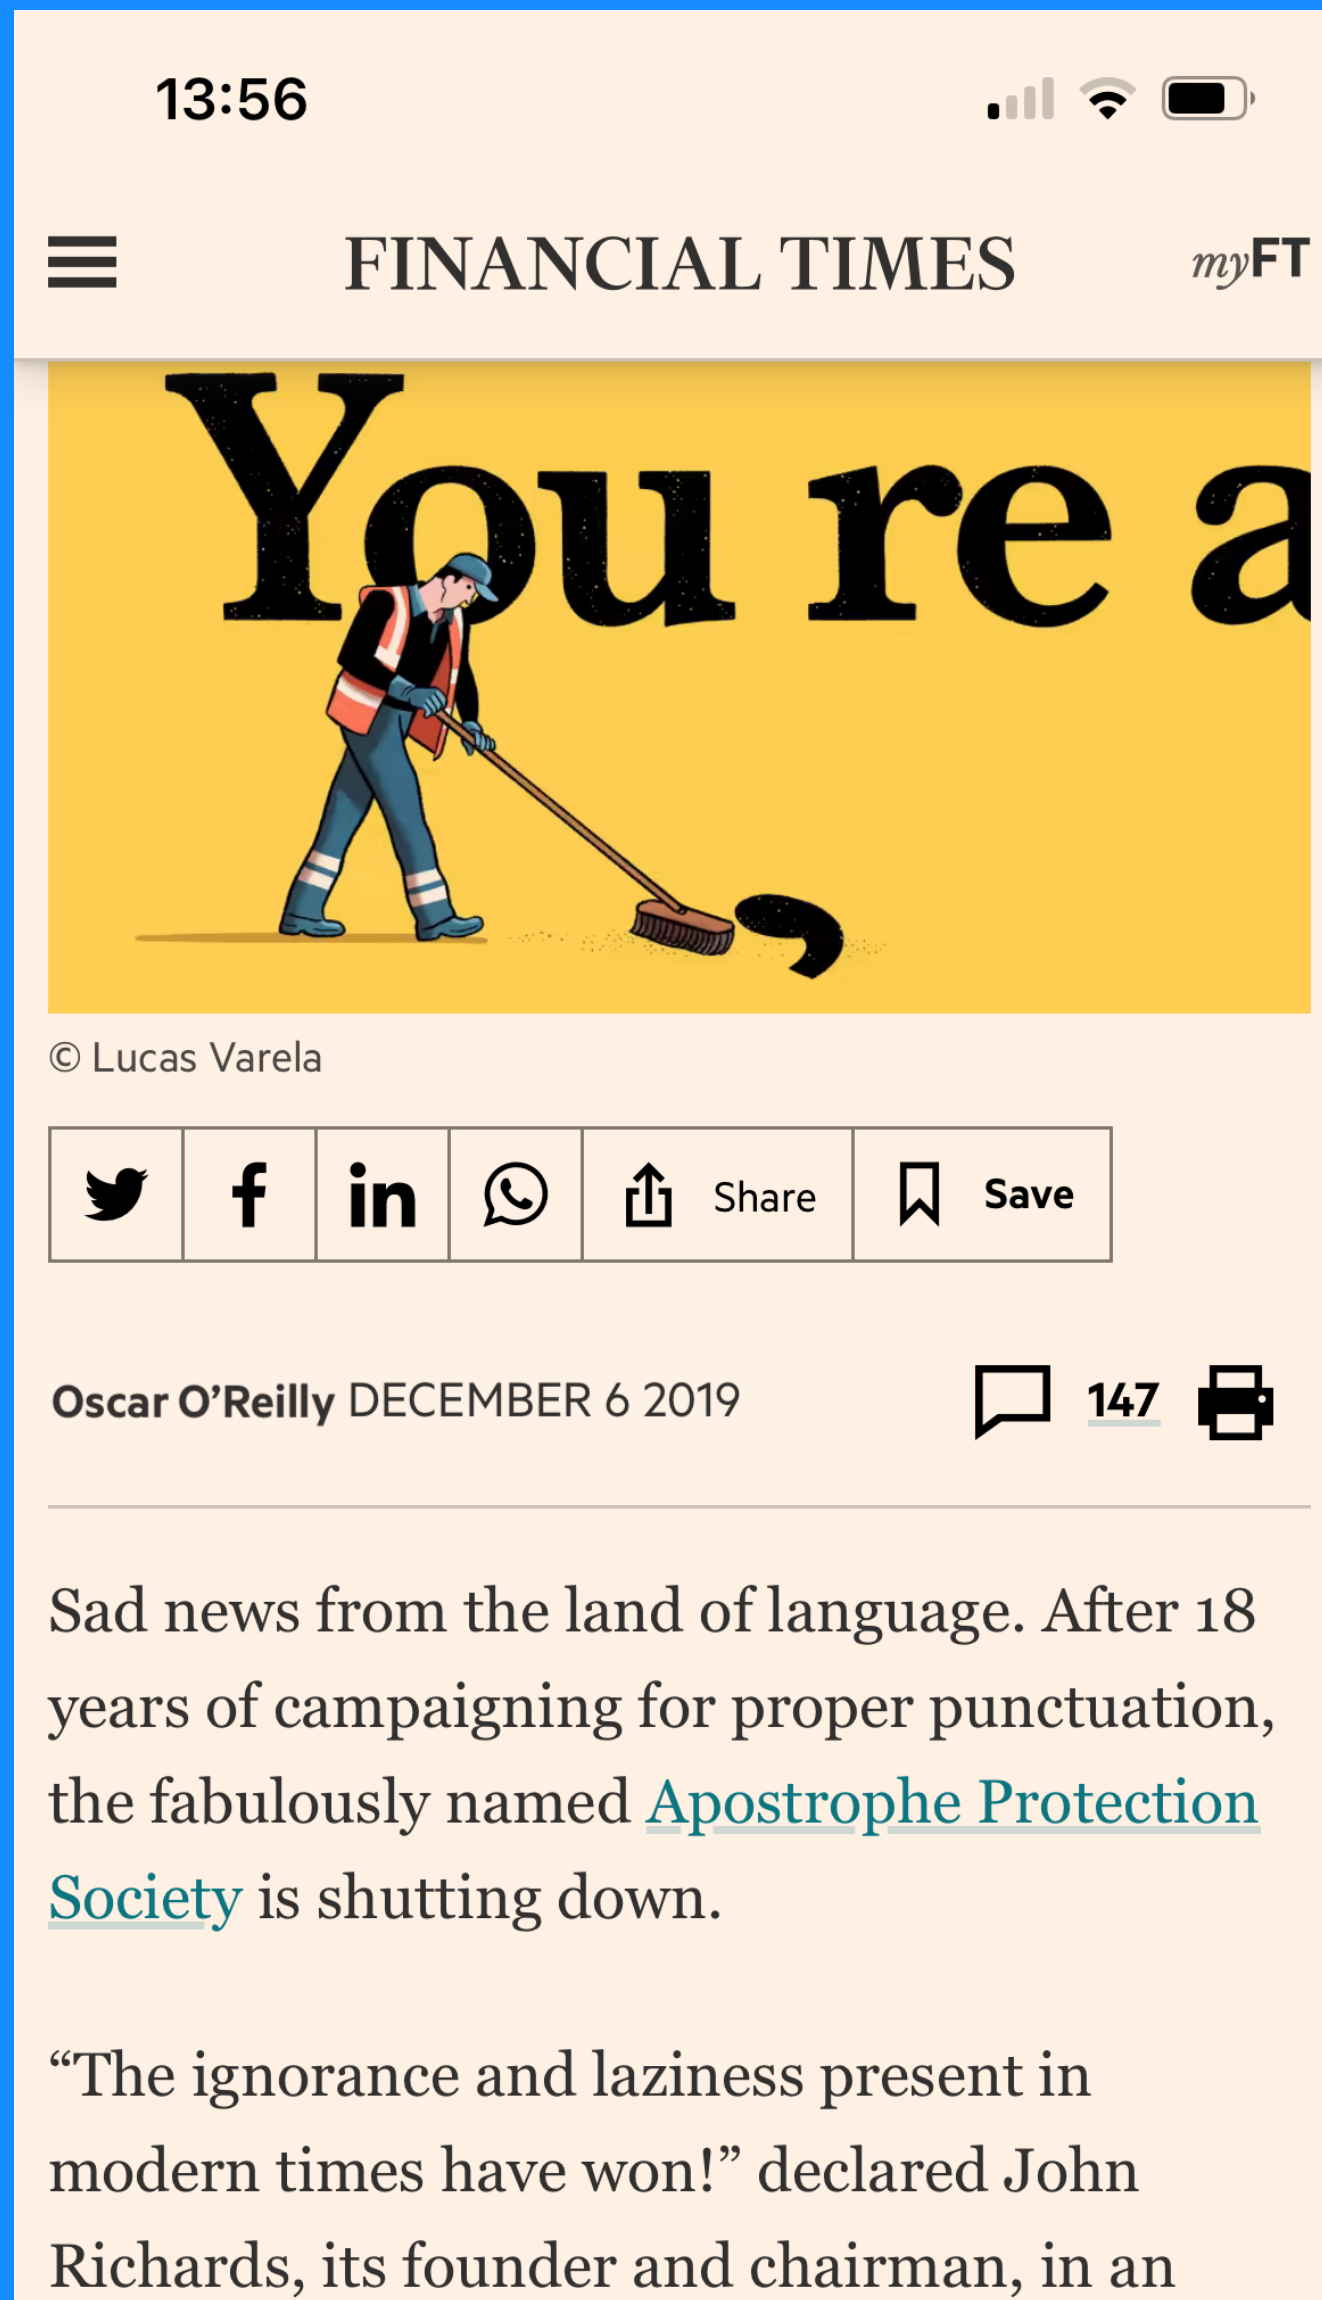 13:56
FINANCIAL TIMES
myFT
You re a
,
© Lucas Varela
Share
Save
Oscar O’Reilly DECEMBER 6 2019
147
Sad news from the land of language. After 18
years of campaigning for proper punctuation,
the fabulously named Apostrophe Protection
Society is shutting down.
“The ignorance and laziness present in
modern times have won!” declared John
Richards, its founder and chairman, in an